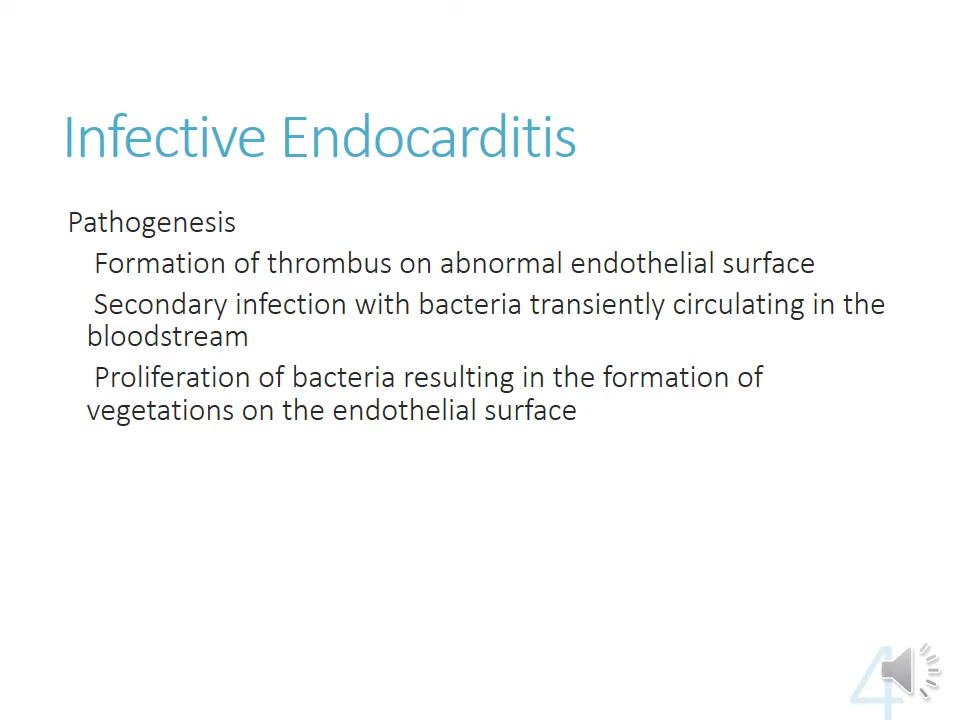 Infective Endocarditis
Pathogenesis
Formation of thrombus on abnormal endothelial surface
Secondary infection with bacteria transiently circulating in the
bloodstream
Proliferation of bacteria resulting in the formation of
vegetations on the endothelial surface
4